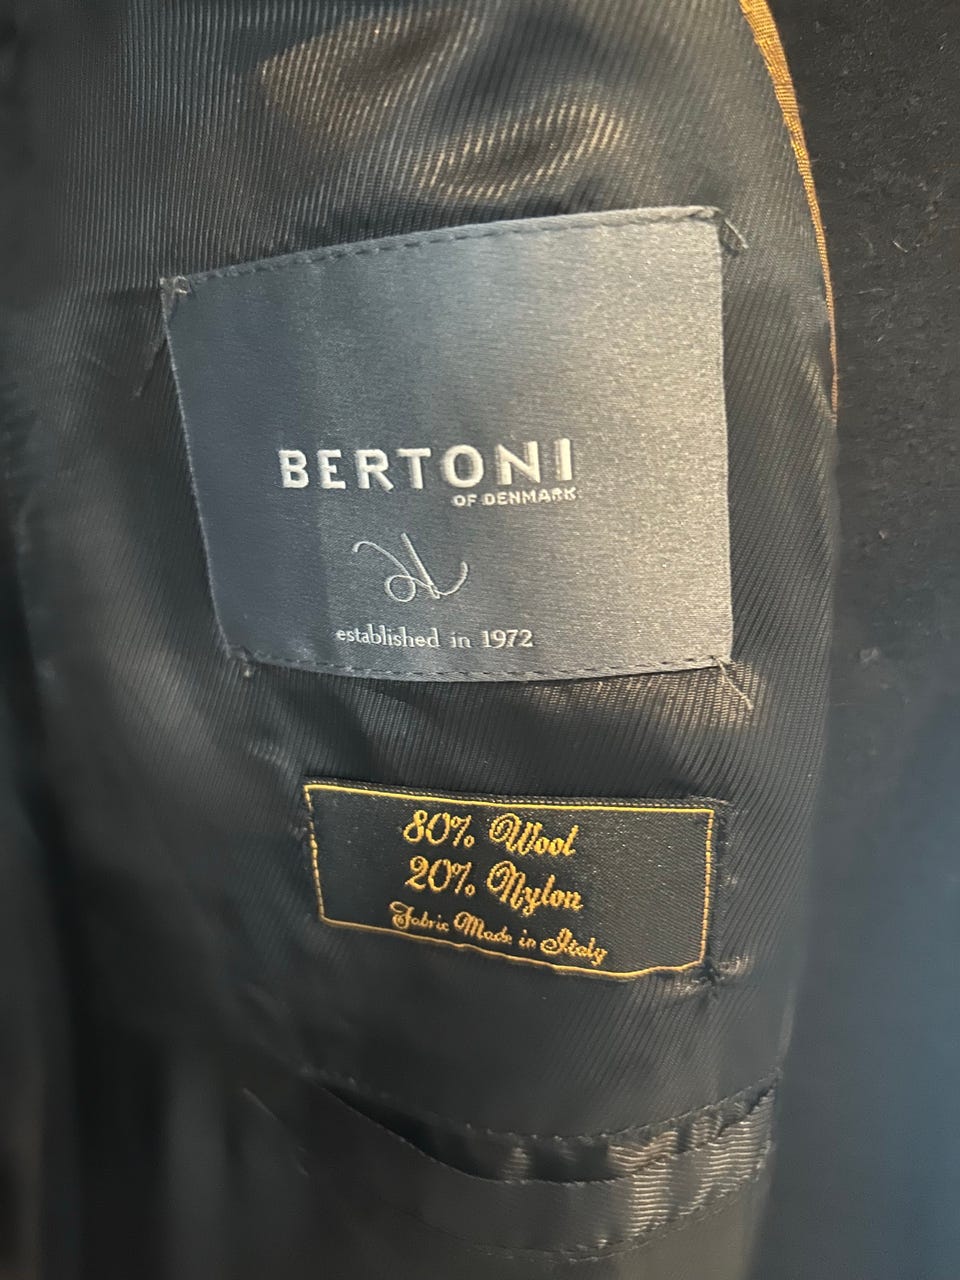 BERTONI
OF DENMARK
established in 1972
80% Wool
20% Nylon
Fabric Made in Italy